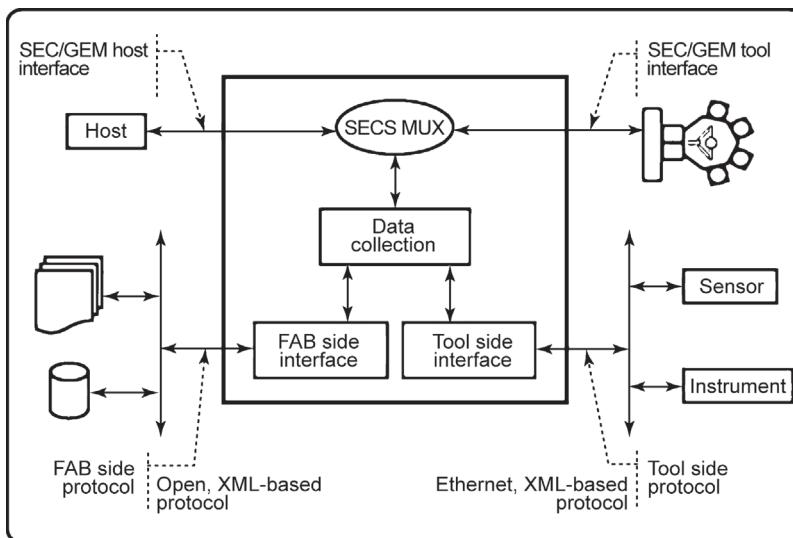 SEC/GEM host
interface
SEC/GEM tool
interface
Host
SECS MUX
Data
collection
Sensor
FAB side
interface
Tool side
interface
Instrument
FAB side
protocol
Open, XML-based
protocol
Ethernet, XML-based
protocol
Tool side
protocol